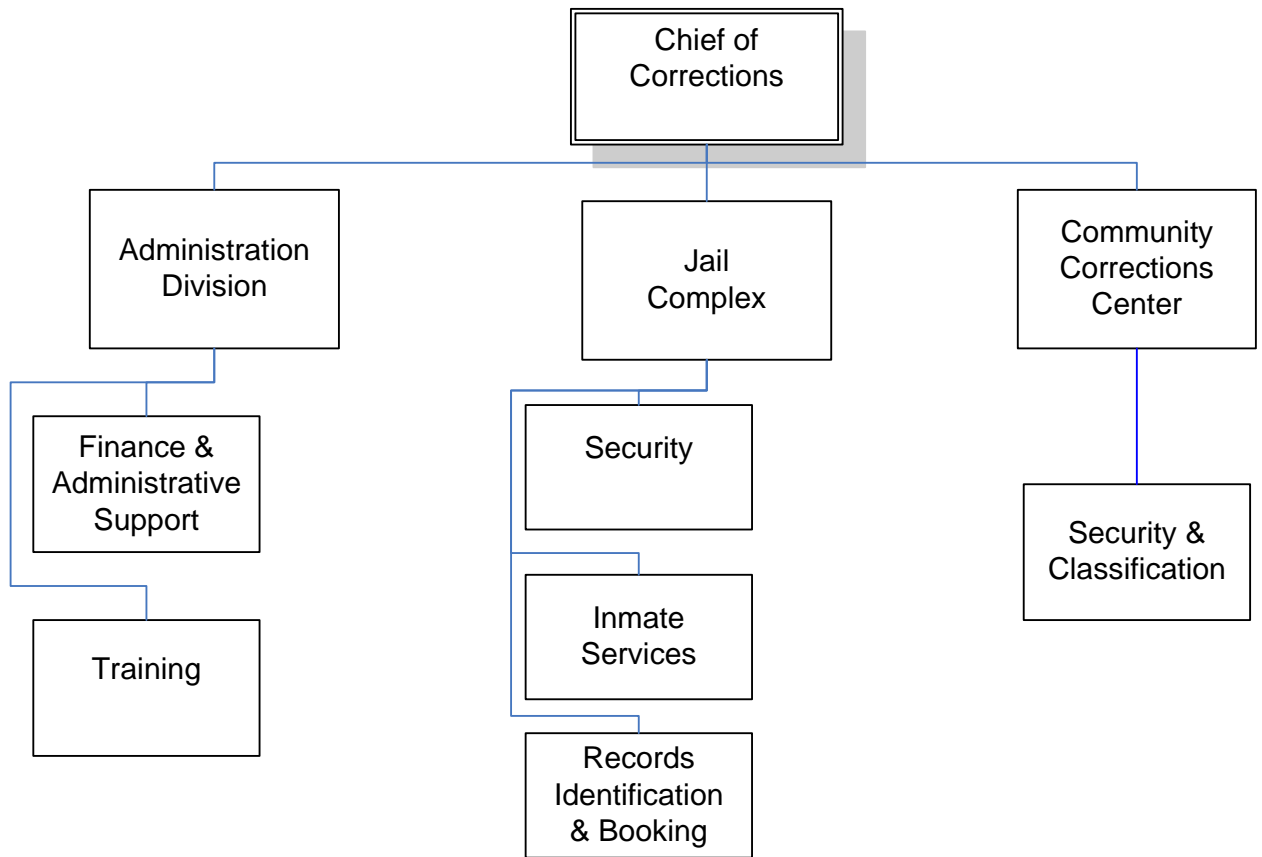 Chief of
Corrections
Administration
Division
Jail
Complex
Community
Corrections
Center
Finance &
Administrative
Support
Security
Security &
Classification
Inmate
Services
Training
Records
Identification
& Booking